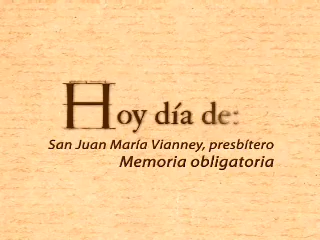 Hoy día de:
San Juan María Vianney, presbítero
Memoria obligatoria